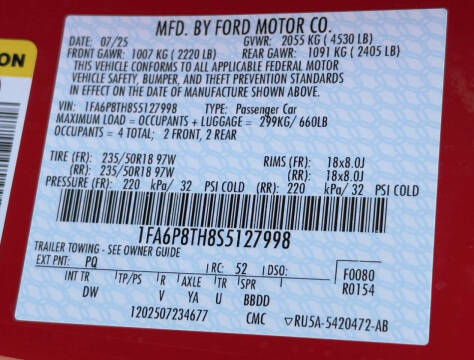 MFD. BY FORD MOTOR CO.
DATE: 07/25 GVWR: 2055 KG ( 4530 LB)
FRONT GAWR: 1007 KG ( 2220 LB) REAR GAWR: 1091 KG ( 2405 LB)
THIS VEHICLE CONFORMS TO ALL APPLICABLE FEDERAL MOTOR
VEHICLE SAFETY, BUMPER, AND THEFT PREVENTION STANDARDS
IN EFFECT ON THE DATE OF MANUFACTURE SHOWN ABOVE.
VIN: 1FA6P8TH8S5127998 TYPE: Passenger Car
MAXIMUM LOAD = OCCUPANTS + LUGGAGE = 299KG/ 660LB
OCCUPANTS = 4 TOTAL; 2 FRONT, 2 REAR
TIRE (FR): 235/50R18 97W RIMS (FR): 18x8.0J
(RR): 235/50R18 97W (RR): 18x8.0J
PRESSURE (FR): 220 kPa/ 32 PSI COLD (RR): 220 kPa/ 32 PSI COLD
1FA6P8TH8S5127998
TRAILER TOWING - SEE OWNER GUIDE
EXT PNT: PQ RC: 52 DSO: F0080
INT TR TP/PS R AXLE TR SPR R0154
DW V YA U BBDD
1202507234677 CMC ▽RU5A-5420472-AB
ON